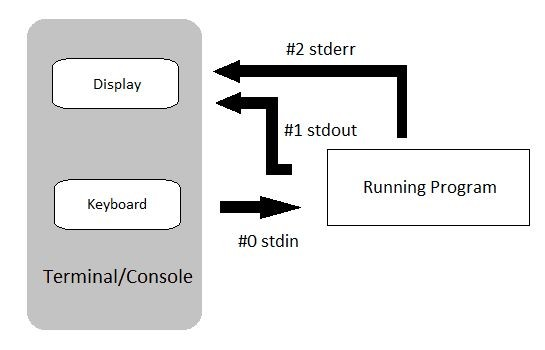 #2 stderr
Display
#1 stdout
Running Program
Keyboard
#0 stdin
Terminal/Console